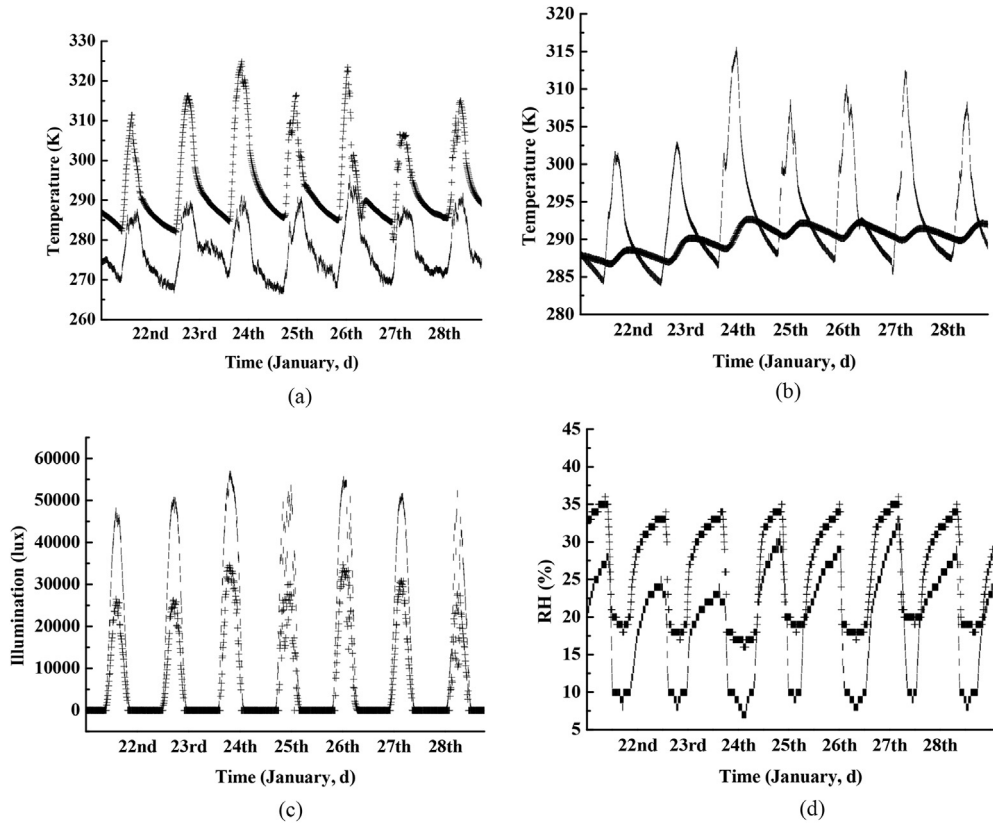 330
320
310
300
290
280
270
260
Temperature (K)
22nd 23rd 24th 25th 26th 27th 28th
Time (January, d)
(a)
320
315
310
305
300
295
290
285
280
Temperature (K)
22nd 23rd 24th 25th 26th 27th 28th
Time (January, d)
(b)
60000
50000
40000
30000
20000
10000
0
Illumination (lux)
22nd 23rd 24th 25th 26th 27th 28th
Time (January, d)
(c)
45
40
35
30
25
20
15
10
5
RH (%)
22nd 23rd 24th 25th 26th 27th 28th
Time (January, d)
(d)